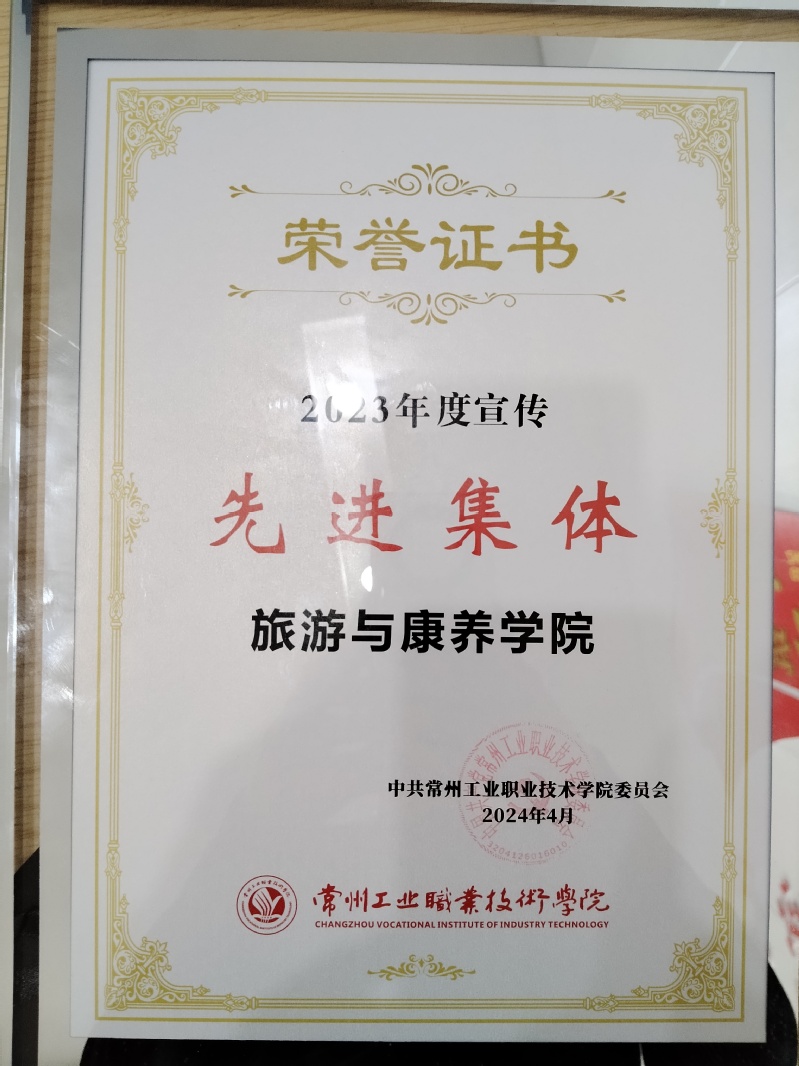 荣誉证书
2023年度宣传
先进集体
旅游与康养学院
中共常州工业职业技术学院委员会
2024年4月
常州工业職業技術學院
CHANGZHOU VOCATIONAL INSTITUTE OF INDUSTRY TECHNOLOGY